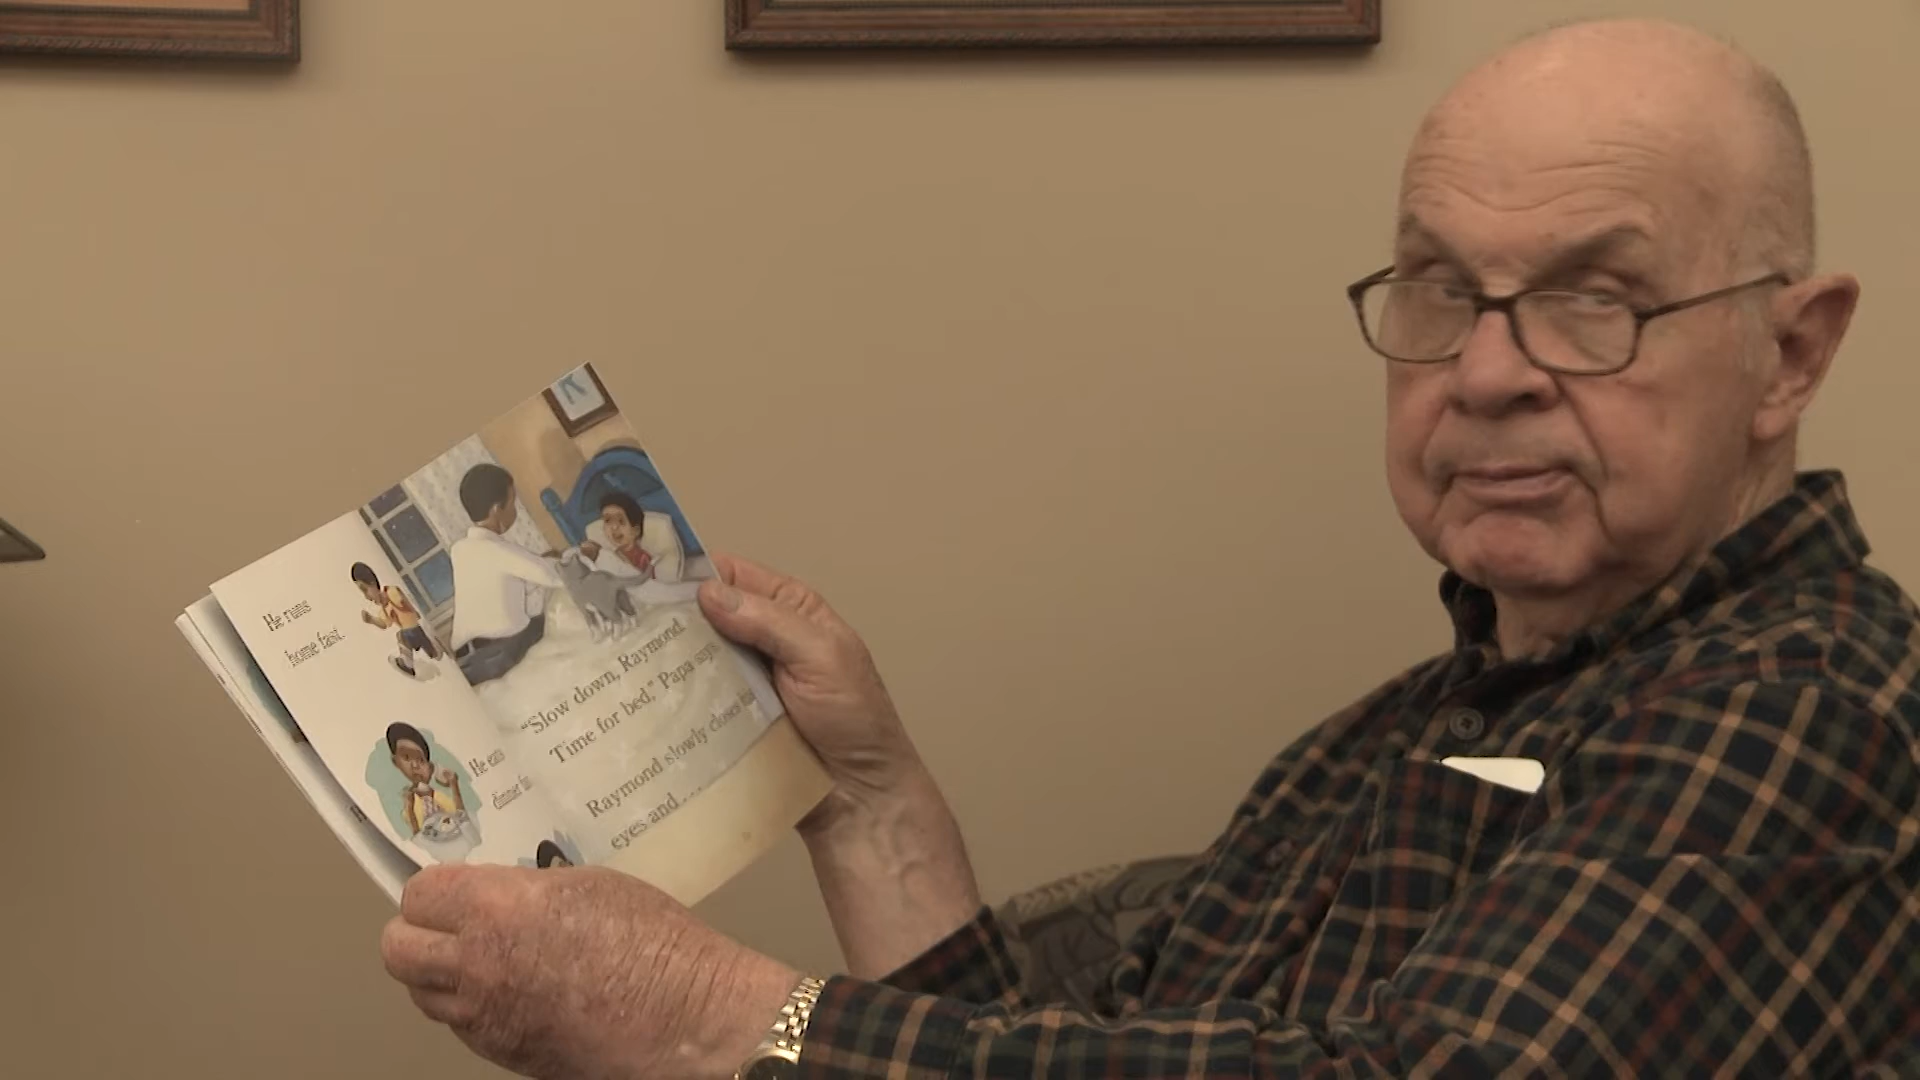 He runs
home fast.
He eats
dinner
"Slow down, Raymond.
Time for bed," Papa says.
Raymond slowly closes his
eyes and . . .